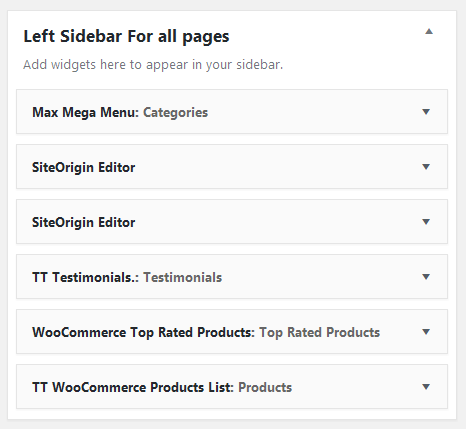 Left Sidebar For all pages
Add widgets here to appear in your sidebar.
Max Mega Menu: Categories
SiteOrigin Editor
SiteOrigin Editor
TT Testimonials.: Testimonials
WooCommerce Top Rated Products: Top Rated Products
TT WooCommerce Products List: Products